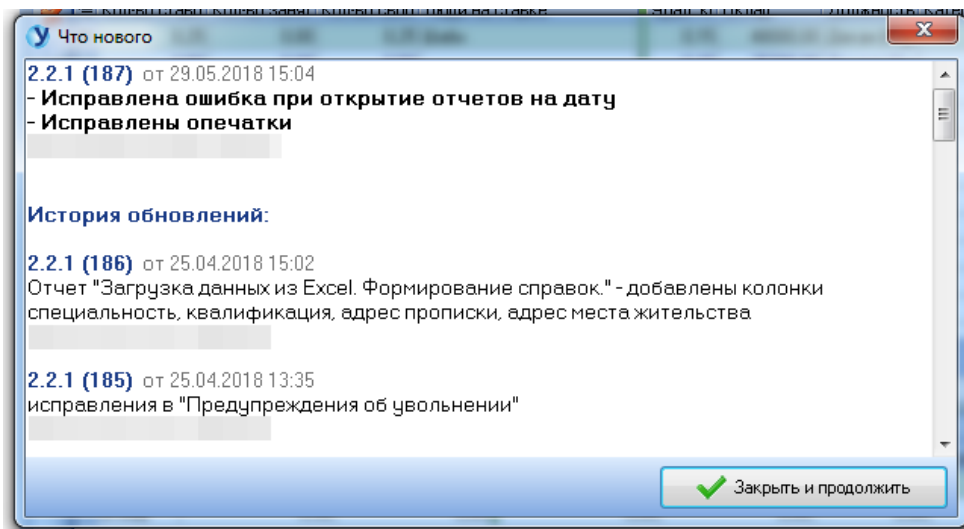 Что нового
2.2.1 (187) от 29.05.2018 15:04
- Исправлена ошибка при открытие отчетов на дату
- Исправлены опечатки
История обновлений:
2.2.1 (186) от 25.04.2018 15:02
Отчет "Загрузка данных из Excel. Формирование справок." - добавлены колонки
специальность, квалификация, адрес прописки, адрес места жительства
2.2.1 (185) от 25.04.2018 13:35
исправления в "Предупреждения об увольнении"
Закрыть и продолжить